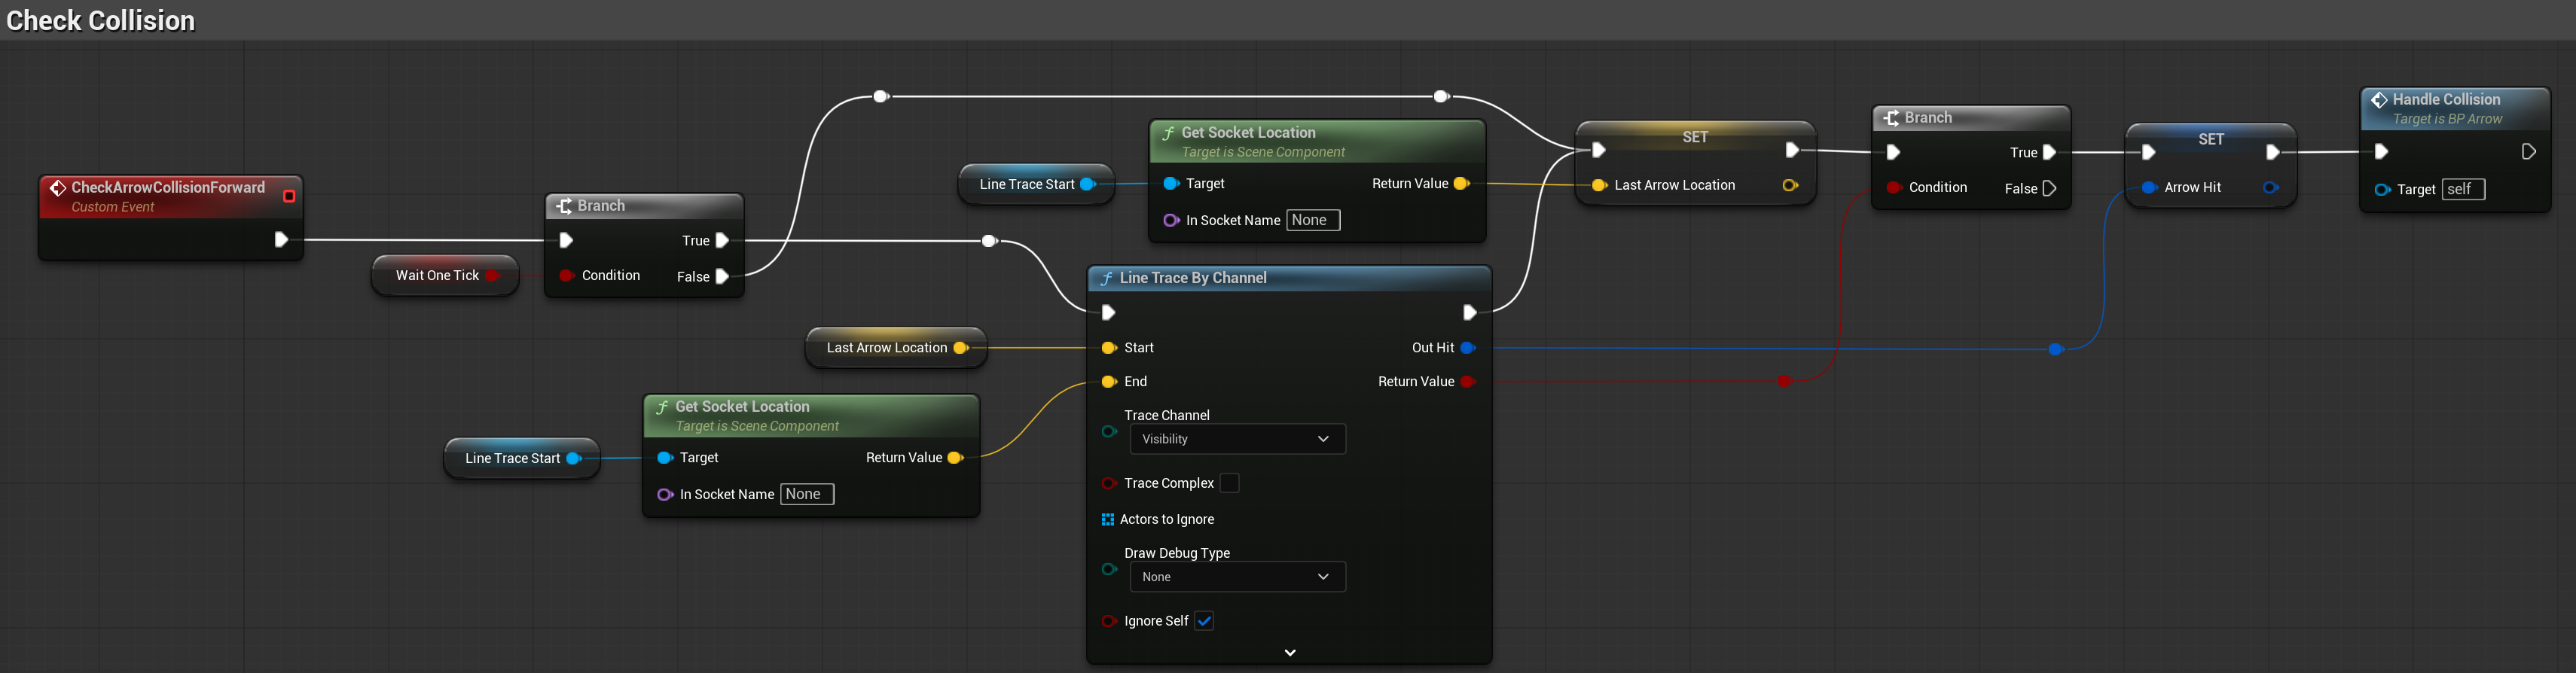 Check Collision
CheckArrowCollisionForward
Custom Event
Wait One Tick
Branch
True
Condition
False
Line Trace Start
Get Socket Location
Target is Scene Component
Target
Return Value
In Socket Name None
Last Arrow Location
Line Trace Start
Get Socket Location
Target is Scene Component
Target
Return Value
In Socket Name None
Line Trace By Channel
Start
Out Hit
End
Return Value
Trace Channel
Visibility
Trace Complex
Actors to Ignore
Draw Debug Type
None
Ignore Self
SET
Last Arrow Location
Branch
True
Condition
False
SET
Arrow Hit
Handle Collision
Target is BP Arrow
Target self